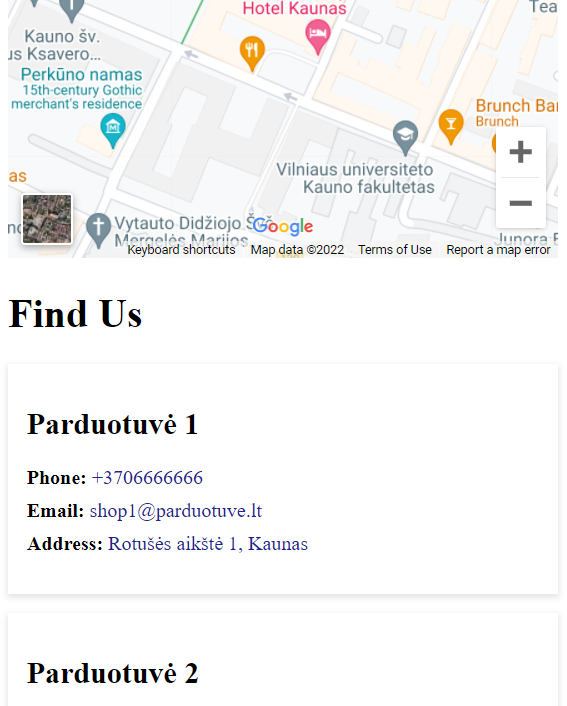 Hotel Kaunas
Tea
Kauno šv.
us Ksavero...
Perkūno namas
15th-century Gothic
merchant's residence
Brunch Bar
Brunch
Vilniaus universiteto
Kauno fakultetas
as
Vytauto Didžiojo
Mergelės Marijos
Google
Junora
Keyboard shortcuts Map data ©2022 Terms of Use Report a map error
Find Us
Parduotuvė 1
Phone: +3706666666
Email: shop1@parduotuve.lt
Address: Rotušės aikštė 1, Kaunas
Parduotuvė 2